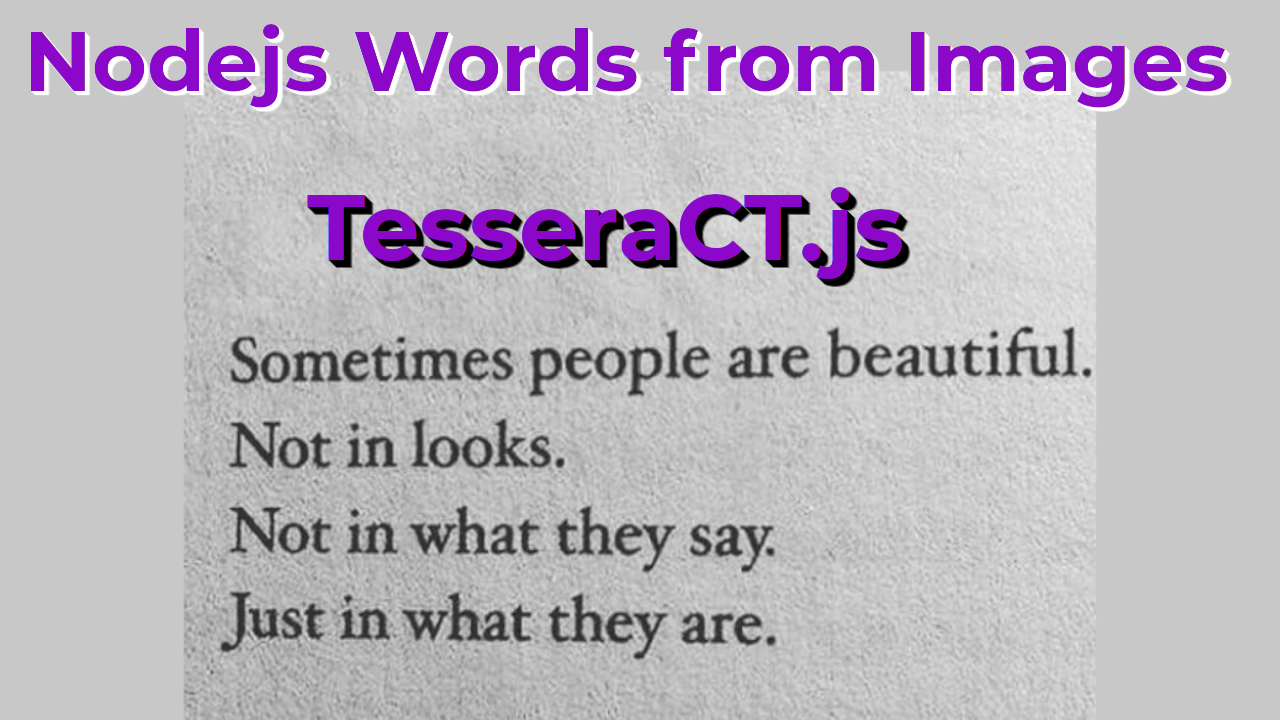 Nodejs Words from Images
TesseraCT.js
Sometimes people are beautiful.
Not in looks.
Not in what they say.
Just in what they are.